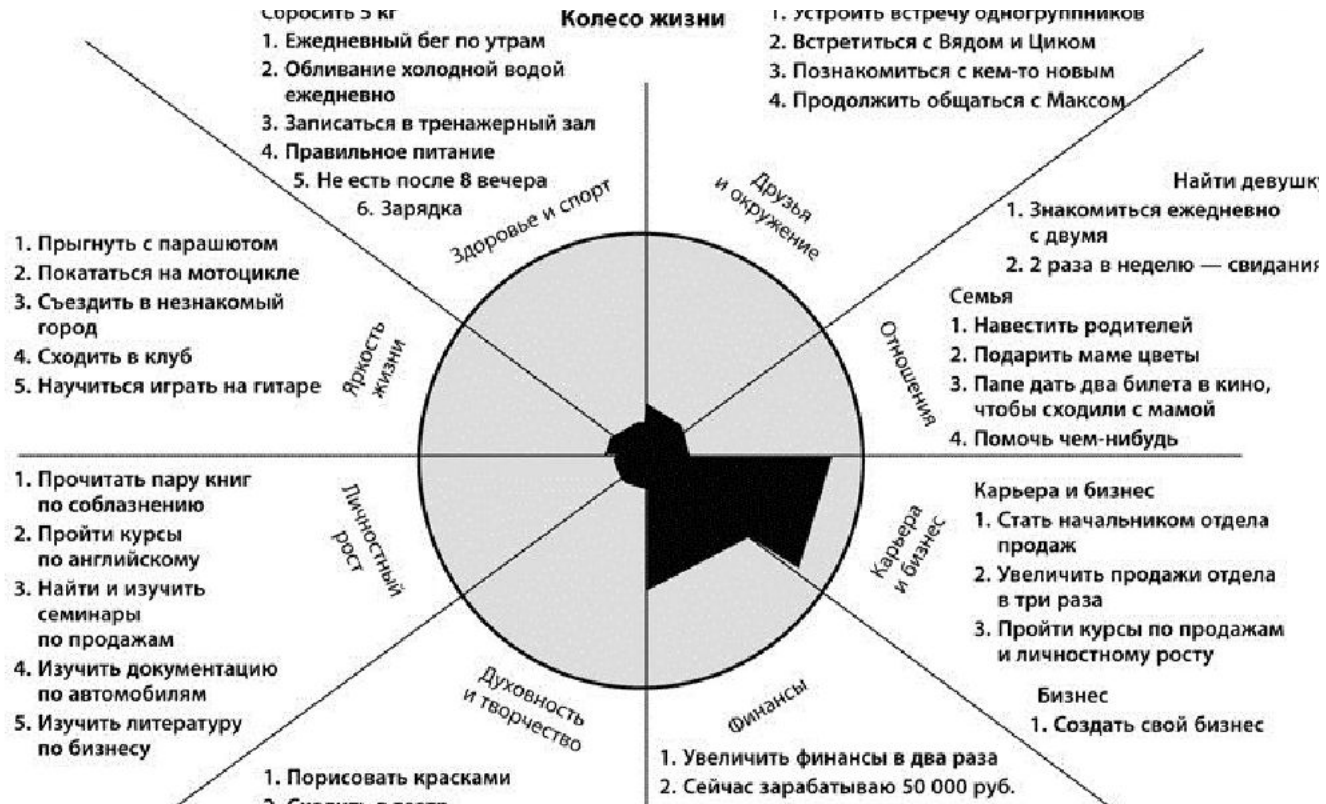 Колесо жизни
Сбросить 5 кг
1. Ежедневный бег по утрам
2. Обливание холодной водой
ежедневно
3. Записаться в тренажерный зал
4. Правильное питание
5. Не есть после 8 вечера
6. Зарядка
1. Устроить встречу одногруппников
2. Встретиться с Вядом и Циком
3. Познакомиться с кем-то новым
4. Продолжить общаться с Максом
Здоровье и спорт
Друзья
и окружение
Найти девушку
1. Знакомиться ежедневно
с двумя
2. 2 раза в неделю — свидания
Семья
1. Навестить родителей
2. Подарить маме цветы
3. Папе дать два билета в кино,
чтобы сходили с мамой
4. Помочь чем-нибудь
Отношения
1. Прыгнуть с парашютом
2. Покататься на мотоцикле
3. Съездить в незнакомый
город
4. Сходить в клуб
5. Научиться играть на гитаре
Яркость
жизни
1. Прочитать пару книг
по соблазнению
2. Пройти курсы
по английскому
3. Найти и изучить
семинары
по продажам
4. Изучить документацию
по автомобилям
5. Изучить литературу
по бизнесу
Личностный
рост
Карьера
и бизнес
Карьера и бизнес
1. Стать начальником отдела
продаж
2. Увеличить продажи отдела
в три раза
3. Пройти курсы по продажам
и личностному росту
Бизнес
1. Создать свой бизнес
Духовность
и творчество
Финансы
1. Порисовать красками
1. Увеличить финансы в два раза
2. Сейчас зарабатываю 50 000 руб.